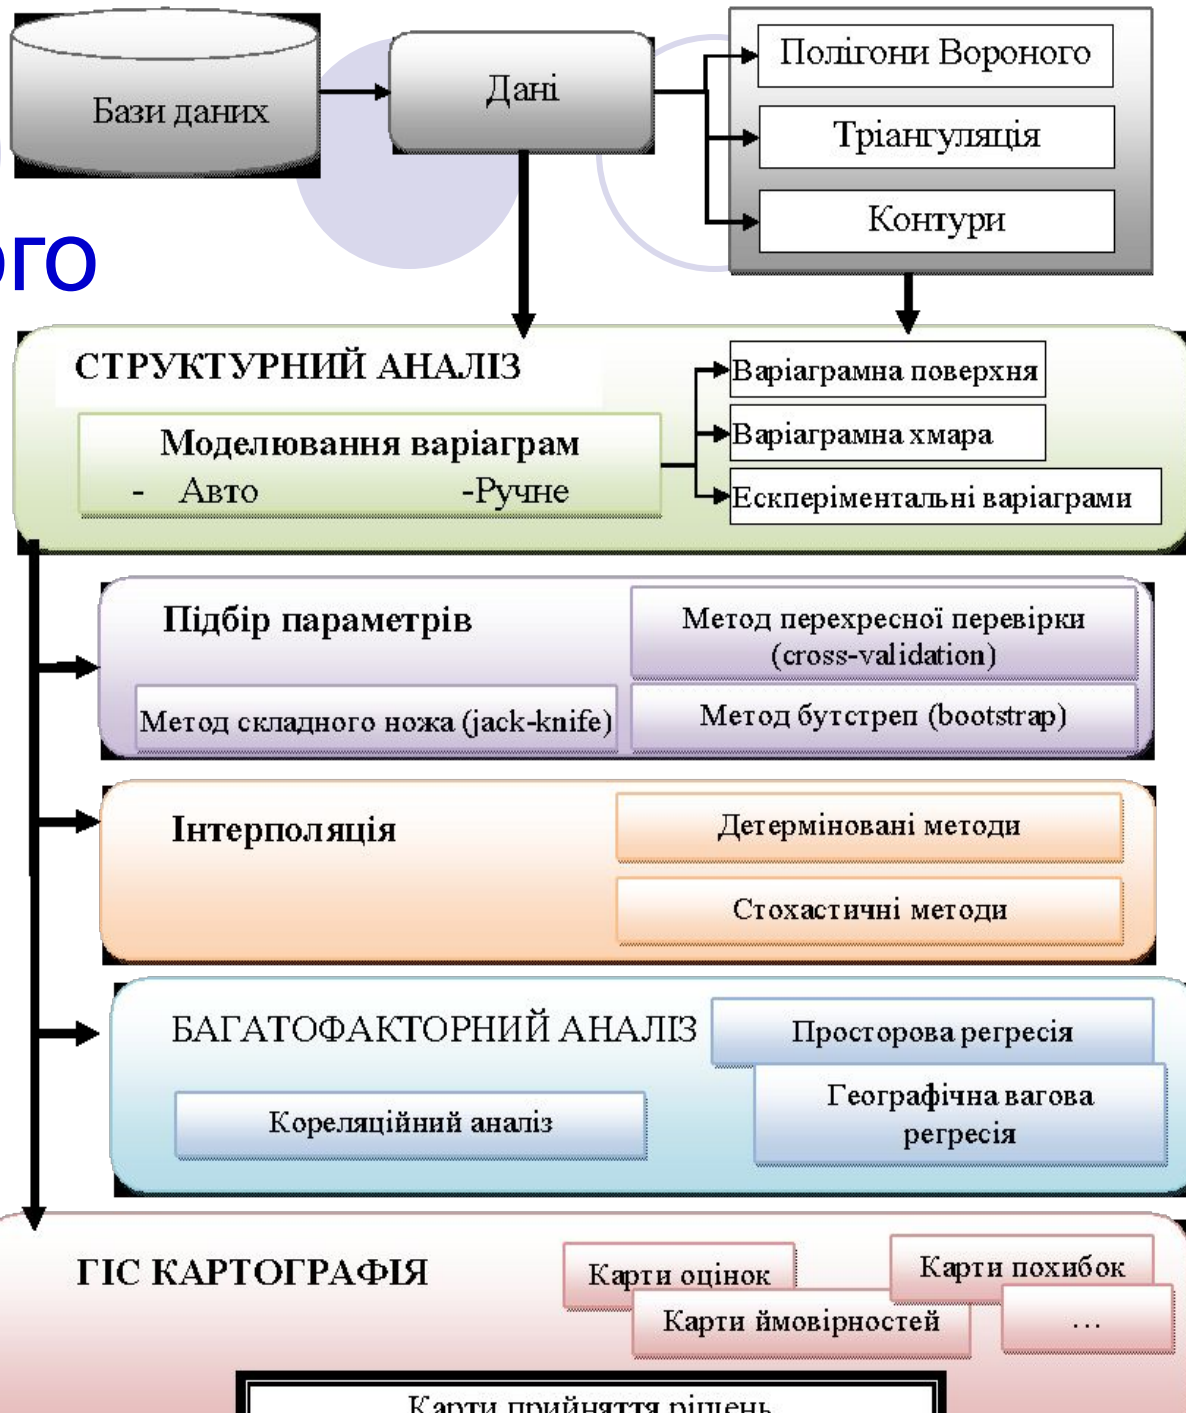 Бази даних
Дані
Полігони Вороного
Тріангуляція
Контури
ого
СТРУКТУРНИЙ АНАЛІЗ
Моделювання варіаграм
- Авто -Ручне
Варіаграмна поверхня
Варіаграмна хмара
Ескперіментальні варіаграми
Підбір параметрів
Метод перехресної перевірки
(cross-validation)
Метод складного ножа (jack-knife)
Метод бутстреп (bootstrap)
Інтерполяція
Детерміновані методи
Стохастичні методи
БАГАТОФАКТОРНИЙ АНАЛІЗ
Просторова регресія
Кореляційний аналіз
Географічна вагова
регресія
ГІС КАРТОГРАФІЯ
Карти оцінок
Карти похибок
Карти ймовірностей
...
Карти прийняття рішень